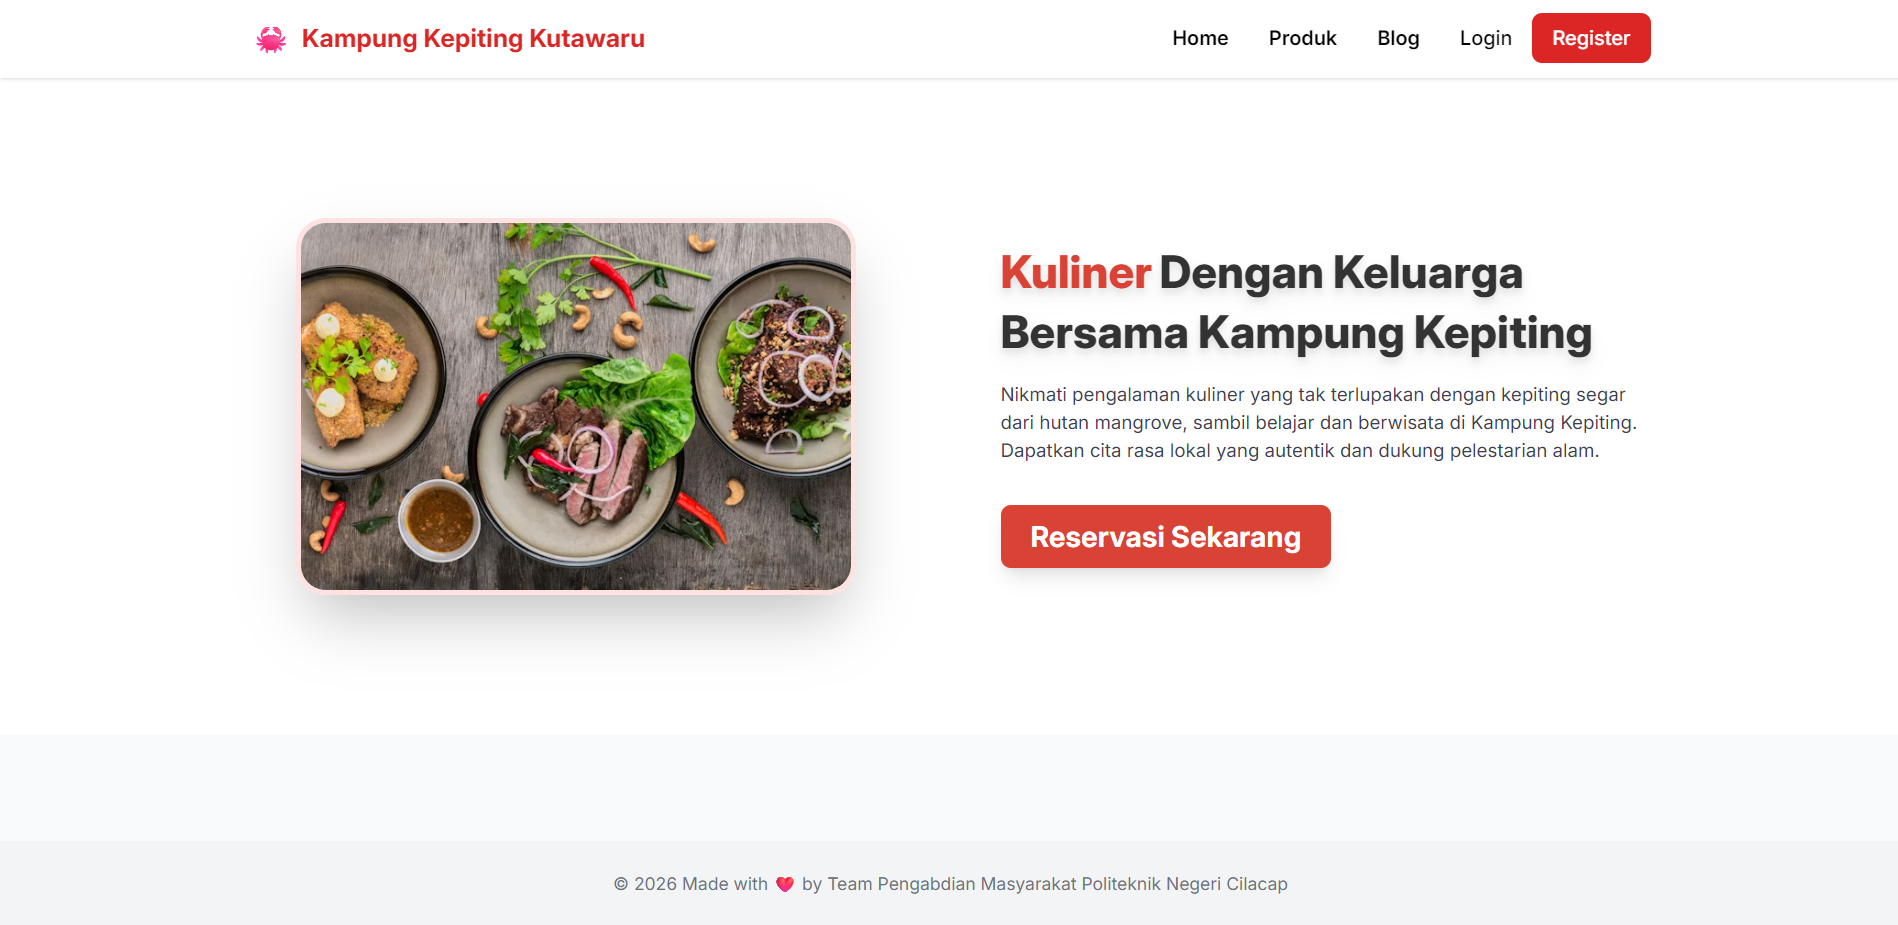 Kampung Kepiting Kutawaru
Home
Produk
Blog
Login
Register
Kuliner Dengan Keluarga
Bersama Kampung Kepiting
Nikmati pengalaman kuliner yang tak terlupakan dengan kepiting segar
dari hutan mangrove, sambil belajar dan berwisata di Kampung Kepiting.
Dapatkan cita rasa lokal yang autentik dan dukung pelestarian alam.
Reservasi Sekarang
© 2026 Made with ❤️ by Team Pengabdian Masyarakat Politeknik Negeri Cilacap